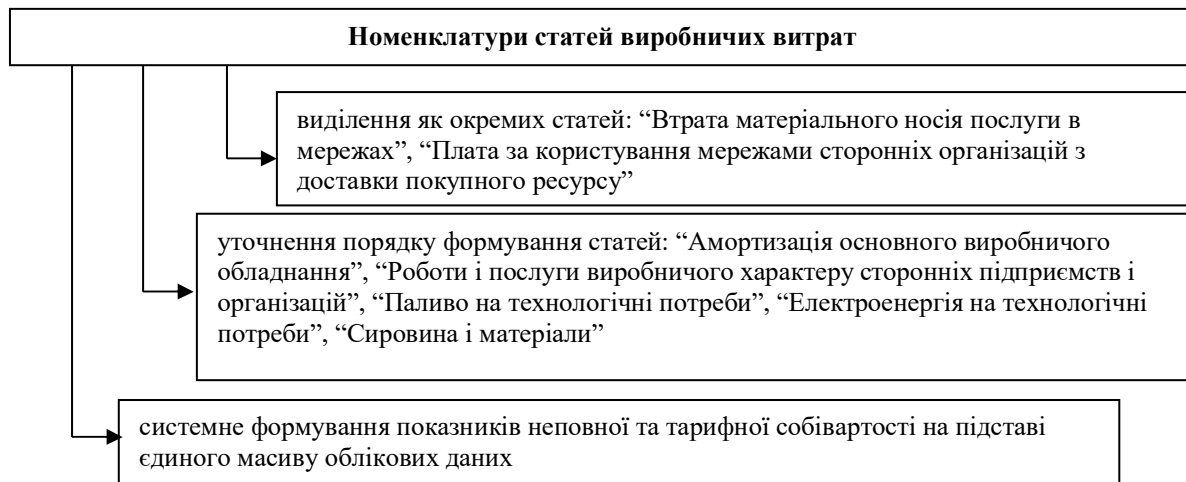 Номенклатури статей виробничих витрат
виділення як окремих статей: “Втрата матеріального носія послуги в
мережах”, “Плата за користування мережами сторонніх організацій з
доставки покупного ресурсу”
уточнення порядку формування статей: “Амортизація основного виробничого
обладнання”, “Роботи і послуги виробничого характеру сторонніх підприємств і
організацій”, “Паливо на технологічні потреби”, “Електроенергія на технологічні
потреби”, “Сировина і матеріали”
системне формування показників неповної та тарифної собівартості на підставі
єдиного масиву облікових даних